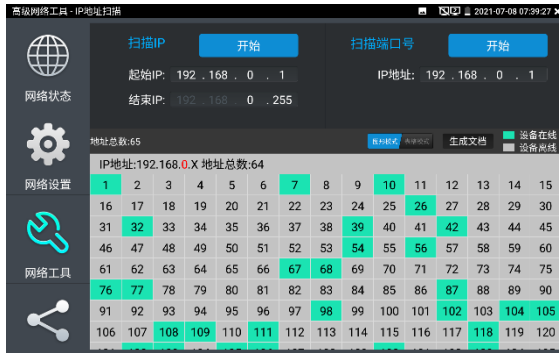 高级网络工具 - IP地址扫描
2021-07-08 07:39:27
扫描IP 开始 扫描端口号 开始
起始IP: 192 . 168 . 0 . 1 IP地址: 192 . 168 . 0 . 1
结束IP: 192 . 168 . 0 . 255
网络状态
地址总数:65 生成文档 设备在线
设备离线
IP地址:192.168.0.X 地址总数:64
网络设置
1 2 3 4 5 6 7 8 9 10 11 12 13 14 15
16 17 18 19 20 21 22 23 24 25 26 27 28 29 30
31 32 33 34 35 36 37 38 39 40 41 42 43 44 45
46 47 48 49 50 51 52 53 54 55 56 57 58 59 60
网络工具
61 62 63 64 65 66 67 68 69 70 71 72 73 74 75
76 77 78 79 80 81 82 83 84 85 86 87 88 89 90
91 92 93 94 95 96 97 98 99 100 101 102 103 104 105
106 107 108 109 110 111 112 113 114 115 116 117 118 119 120